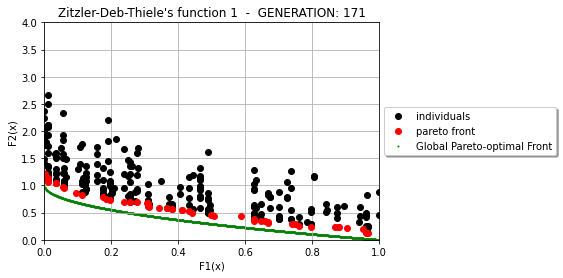 Zitzler-Deb-Thiele's function 1 - GENERATION: 171
4.0
3.5
3.0
2.5
2.0
1.5
1.0
0.5
0.0
F2(x)
0.0 0.2 0.4 0.6 0.8 1.0
F1(x)
individuals
pareto front
Global Pareto-optimal Front